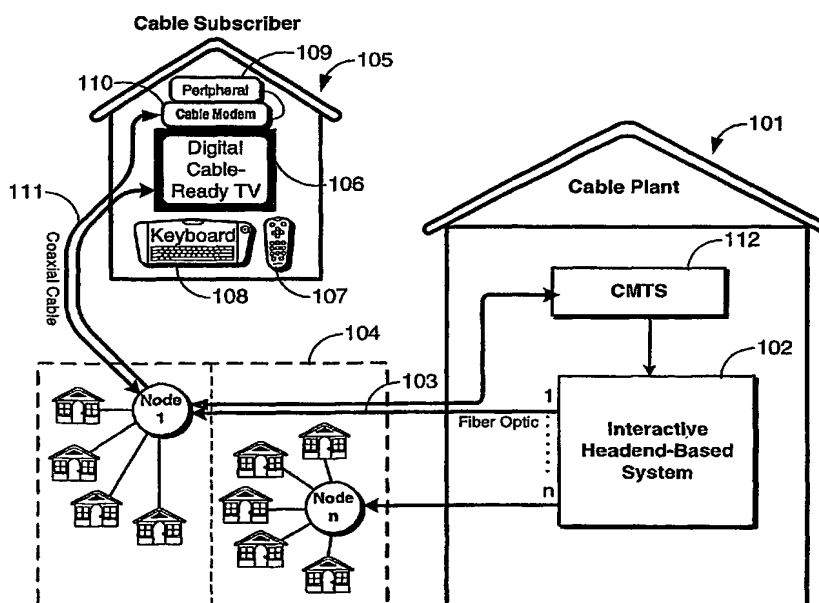 Cable Subscriber
109
105
110
Peripheral
Cable Modem
101
Digital
Cable-
Ready TV
106
Cable Plant
111
Keyboard
112
Coaxial Cable
108
107
CMTS
104
102
103
Node
1
1
Fiber Optic
Interactive
Headend-Based
System
Node
n
n